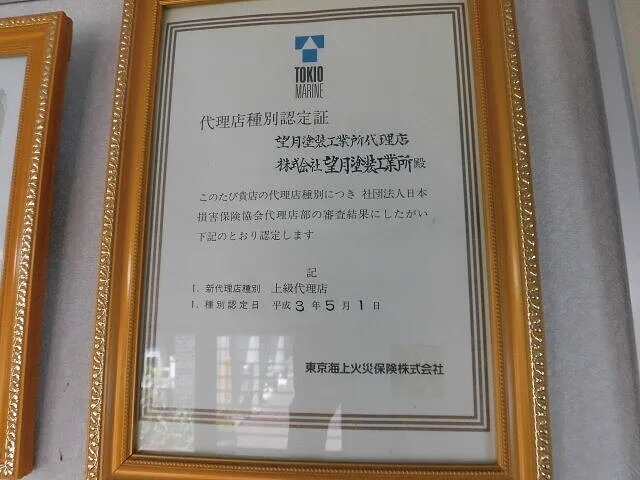 TOKIO
MARINE
代理店種別認定証
望月塗装工業所代理店
株式会社望月塗装工業所殿
このたび貴店の代理店種別につき 社団法人日本
損害保険協会代理店部の審査結果にしたがい
下記のとおり認定します
記
1. 新代理店種別 上級代理店
1. 種別認定日 平成3年5月1日
東京海上火災保険株式会社